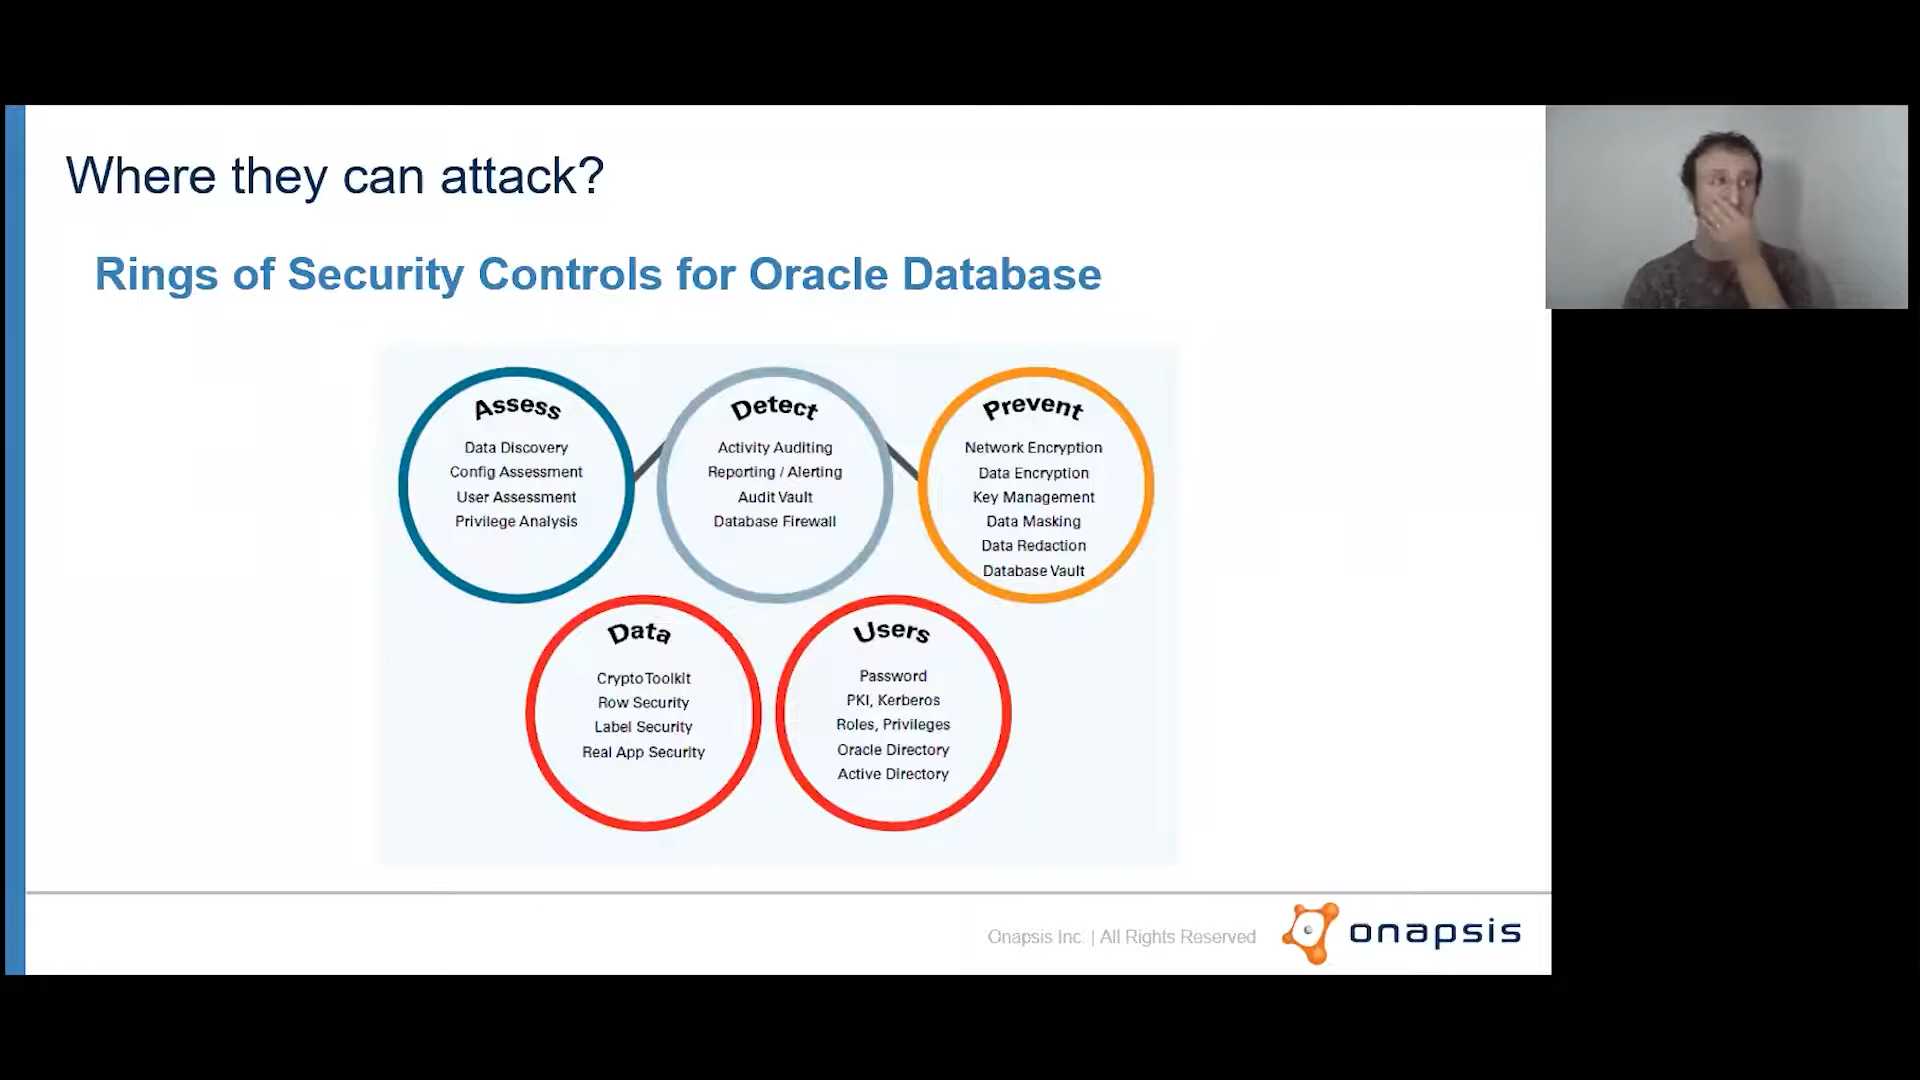 Where they can attack?
Rings of Security Controls for Oracle Database
Assess
Data Discovery
Config Assessment
User Assessment
Privilege Analysis
Detect
Activity Auditing
Reporting / Alerting
Audit Vault
Database Firewall
Prevent
Network Encryption
Data Encryption
Key Management
Data Masking
Data Redaction
Database Vault
Data
Crypto Toolkit
Row Security
Label Security
Real App Security
Users
Password
PKI, Kerberos
Roles, Privileges
Oracle Directory
Active Directory
Onapsis Inc. | All Rights Reserved
onapsis